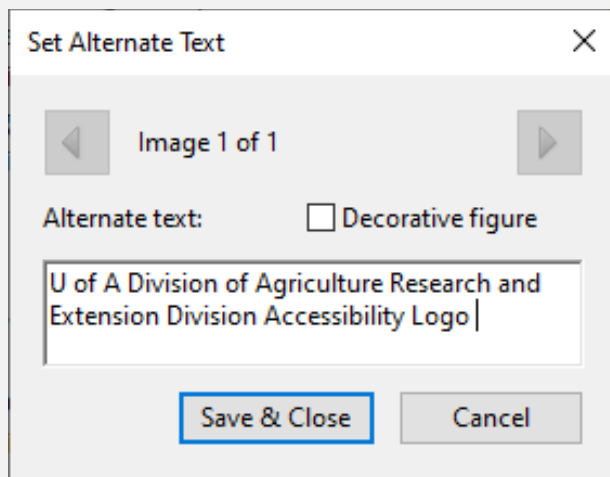 Set Alternate Text
Image 1 of 1
Alternate text: Decorative figure
U of A Division of Agriculture Research and
Extension Division Accessibility Logo
Save & Close Cancel